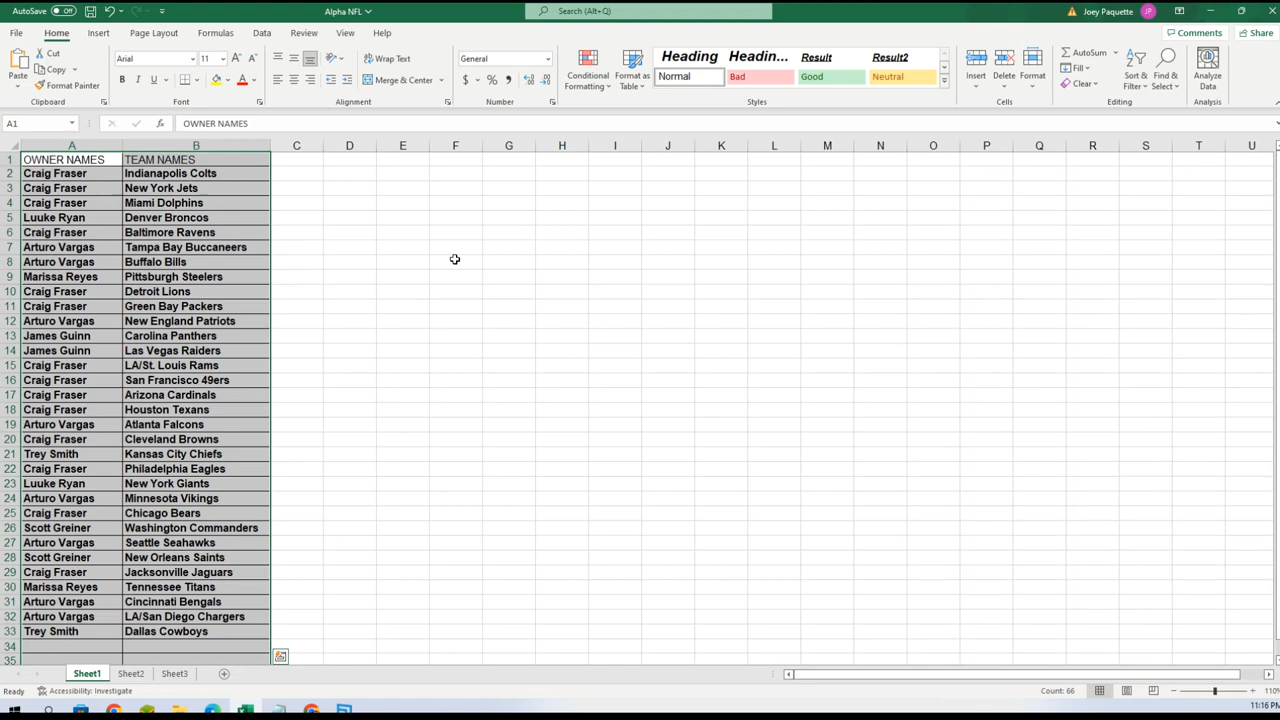 AutoSave Off Alpha NFL Search (Alt+Q) Joey Paquette JP
File Home Insert Page Layout Formulas Data Review View Help Comments Share
Paste Cut Copy Format Painter Clipboard
Arial 11 B I U Font
Wrap Text Merge & Center Alignment
General $ % Number
Conditional Formatting Format as Table
Heading Headin... Result Result2
Normal Bad Good Neutral
Styles
Insert Delete Format Cells
AutoSum Fill Clear Sort & Filter Find & Select Editing
Analyze Data Analysis
A1 fx OWNER NAMES
A B C D E F G H I J K L M N O P Q R S T U
1 OWNER NAMES TEAM NAMES
2 Craig Fraser Indianapolis Colts
3 Craig Fraser New York Jets
4 Craig Fraser Miami Dolphins
5 Luuke Ryan Denver Broncos
6 Craig Fraser Baltimore Ravens
7 Arturo Vargas Tampa Bay Buccaneers
8 Arturo Vargas Buffalo Bills
9 Marissa Reyes Pittsburgh Steelers
10 Craig Fraser Detroit Lions
11 Craig Fraser Green Bay Packers
12 Arturo Vargas New England Patriots
13 James Guinn Carolina Panthers
14 James Guinn Las Vegas Raiders
15 Craig Fraser LA/St. Louis Rams
16 Craig Fraser San Francisco 49ers
17 Craig Fraser Arizona Cardinals
18 Craig Fraser Houston Texans
19 Arturo Vargas Atlanta Falcons
20 Craig Fraser Cleveland Browns
21 Trey Smith Kansas City Chiefs
22 Craig Fraser Philadelphia Eagles
23 Luuke Ryan New York Giants
24 Arturo Vargas Minnesota Vikings
25 Craig Fraser Chicago Bears
26 Scott Greiner Washington Commanders
27 Arturo Vargas Seattle Seahawks
28 Scott Greiner New Orleans Saints
29 Craig Fraser Jacksonville Jaguars
30 Marissa Reyes Tennessee Titans
31 Arturo Vargas Cincinnati Bengals
32 Arturo Vargas LA/San Diego Chargers
33 Trey Smith Dallas Cowboys
34
35
Sheet1 Sheet2 Sheet3
Ready Accessibility: Investigate Count: 66 110%
11:16 PM